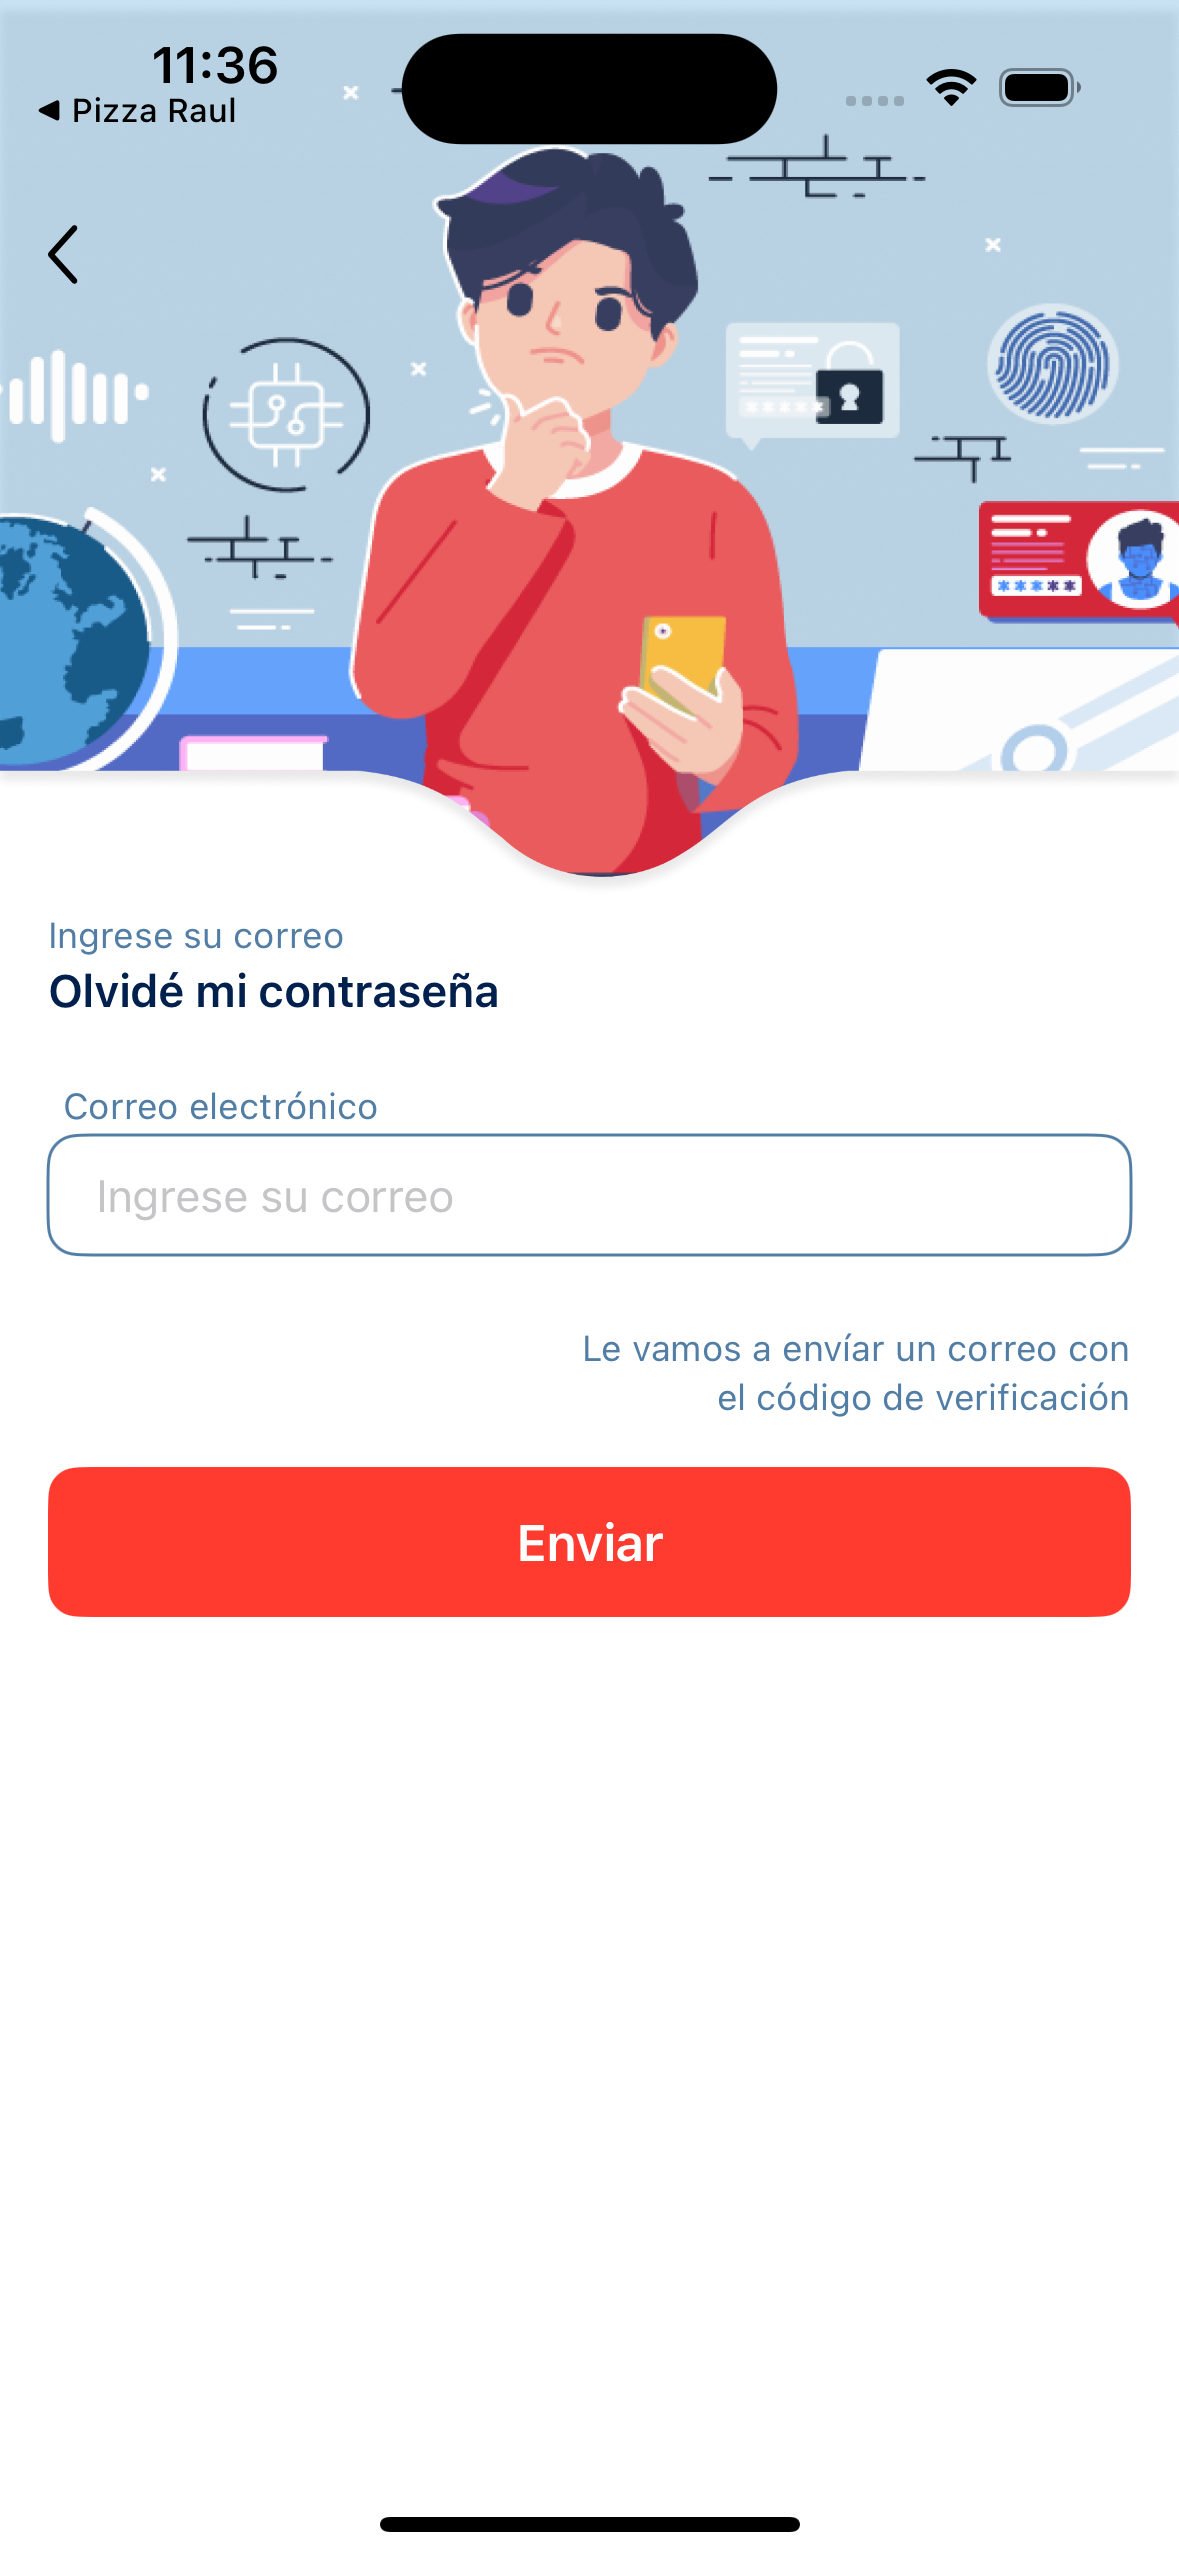 11:36
◀ Pizza Raul
Ingrese su correo
Olvidé mi contraseña
Correo electrónico
Ingrese su correo
Le vamos a envíar un correo con
el código de verificación
Enviar